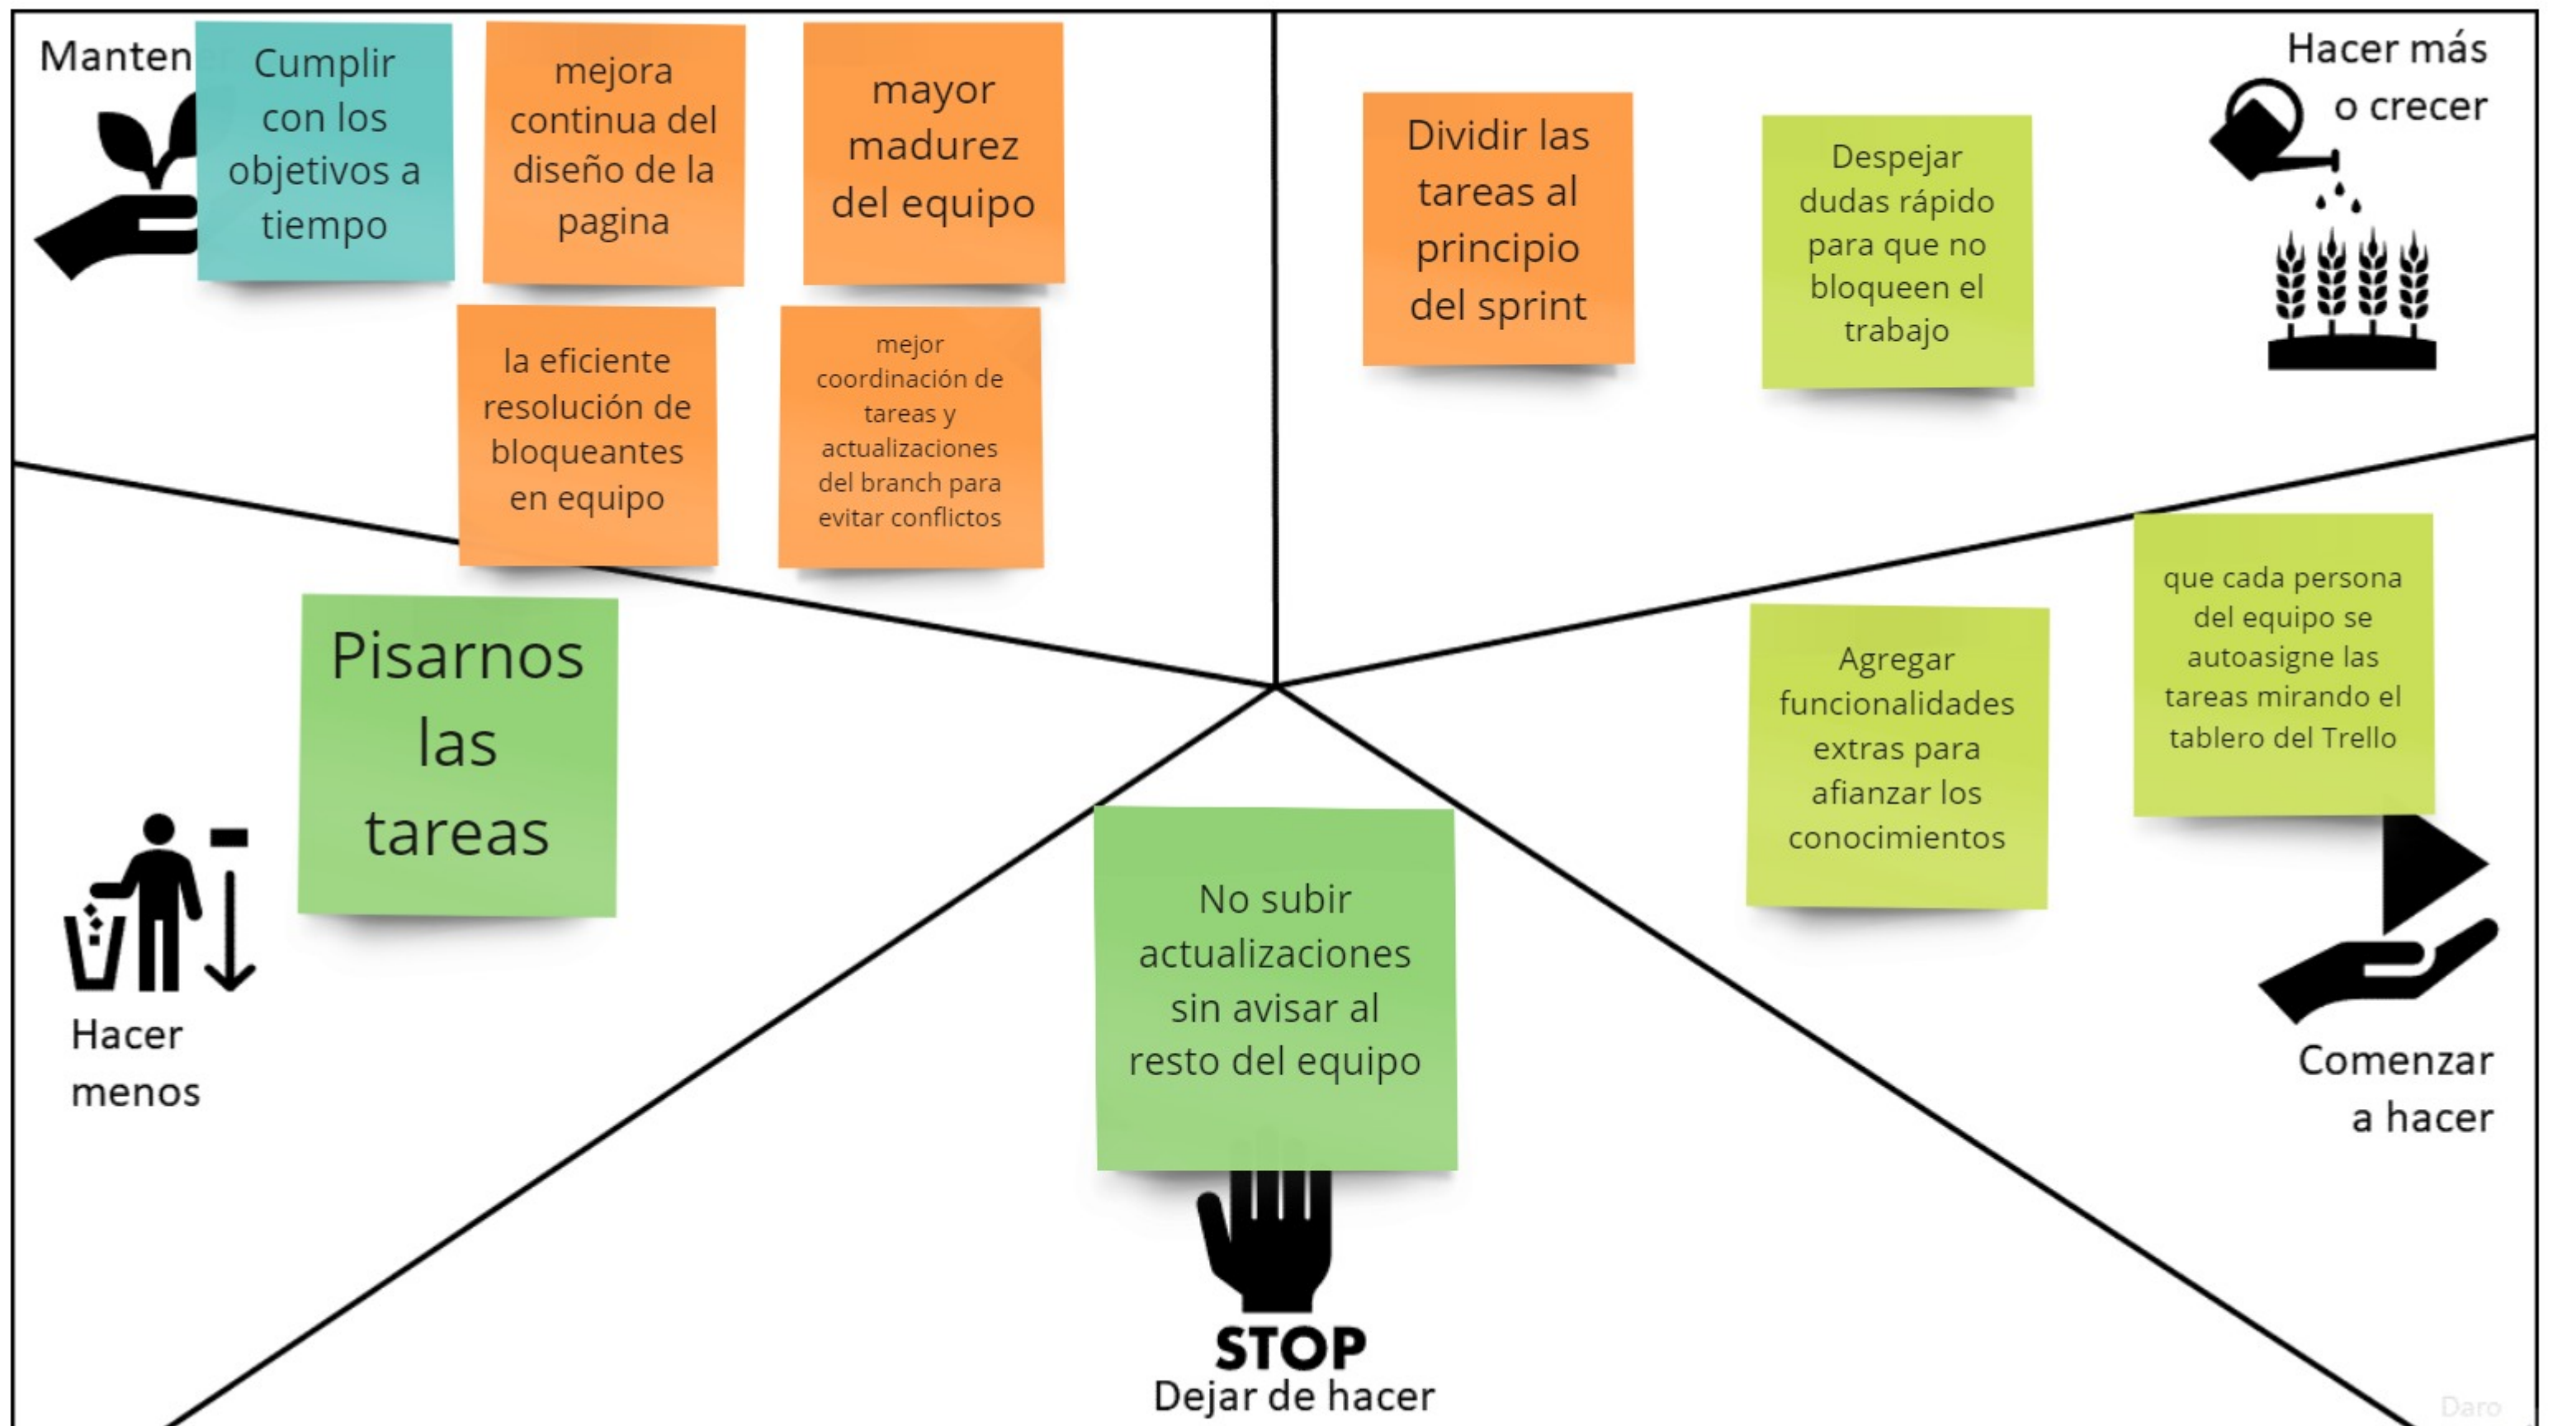 Mantener
Cumplir
con los
objetivos a
tiempo
mejora
continua del
diseño de la
pagina
mayor
madurez
del equipo
la eficiente
resolución de
bloqueantes
en equipo
mejor
coordinación de
tareas y
actualizaciones
del branch para
evitar conflictos
Hacer más
o crecer
Dividir las
tareas al
principio
del sprint
Despejar
dudas rápido
para que no
bloqueen el
trabajo
Pisarnos
las
tareas
Hacer
menos
No subir
actualizaciones
sin avisar al
resto del equipo
STOP
Dejar de hacer
Agregar
funcionalidades
extras para
afianzar los
conocimientos
que cada persona
del equipo se
autoasigne las
tareas mirando el
tablero del Trello
Comenzar
a hacer
Daro